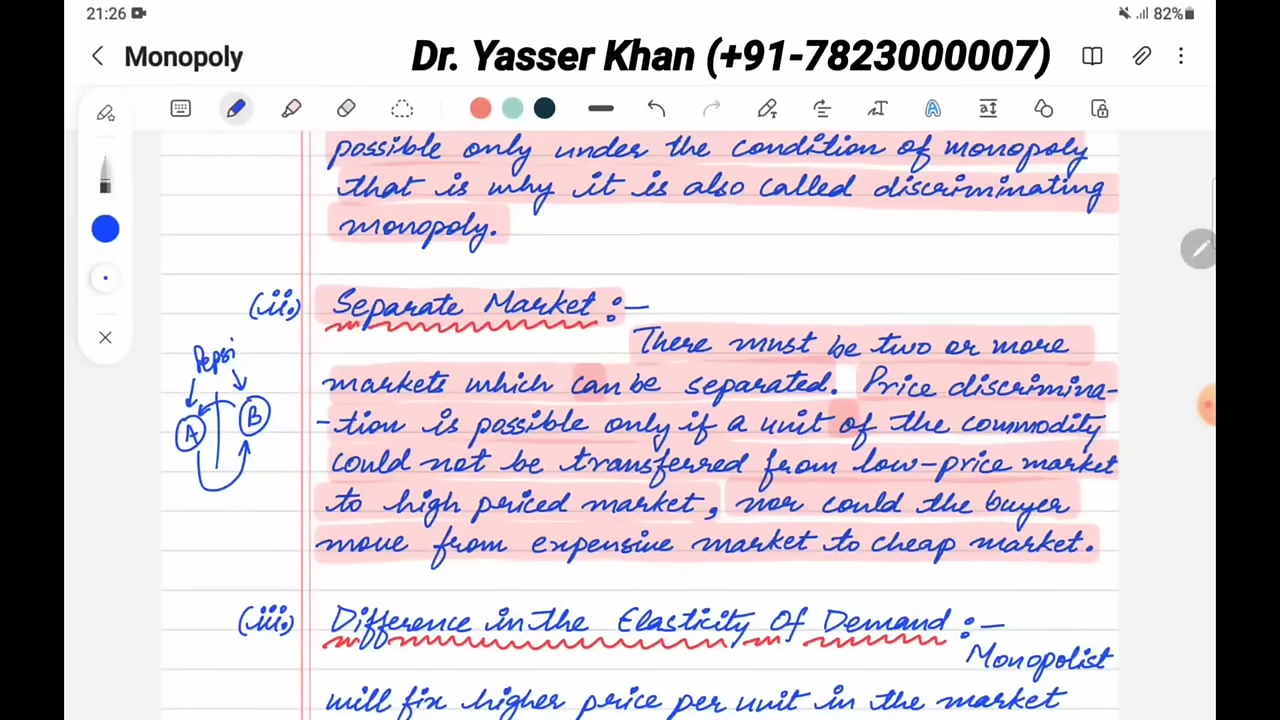 21:26
82%
Monopoly
Dr. Yasser Khan (+91-7823000007)
possible only under the condition of monopoly
that is why it is also called discriminating
monopoly.
(ii.) Separate Market :-
There must be two or more
markets which can be separated. Price discrimina-
-tion is possible only if a unit of the commodity
could not be transferred from low-price market
to high priced market, nor could the buyer
move from expensive market to cheap market.
Pepsi
A
B
(iii.) Difference in the Elasticity Of Demand :-
Monopolist
will fix higher price per unit in the market